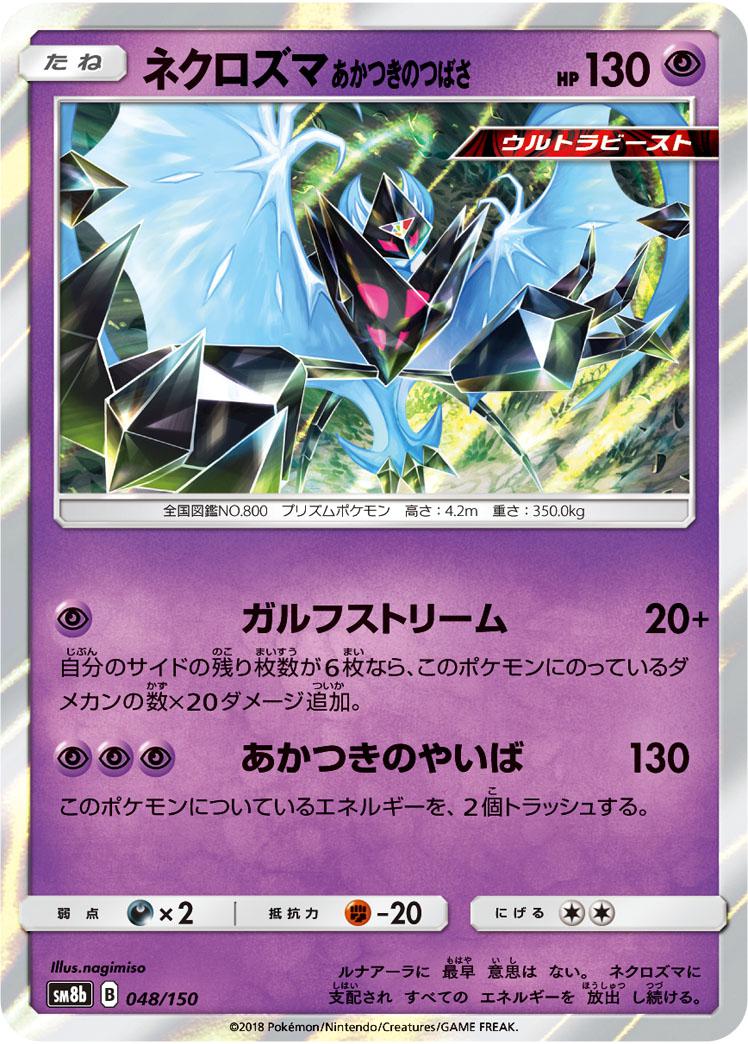 たね ネクロズマ あかつきのつばさ HP 130
ウルトラビースト
全国図鑑NO.800 プリズムポケモン 高さ:4.2m 重さ:350.0kg
ガルフストリーム 20+
自分のサイドの残り枚数が6枚なら、このポケモンにのっているダ
メカンの数×20ダメージ追加。
あかつきのやいば 130
このポケモンについているエネルギーを、2個トラッシュする。
弱点 ×2 抵抗力 -20 にげる
Illus.nagimiso
SM8b B 048/150
ルナアーラに 最早 意思は ない。 ネクロズマに
支配され すべての エネルギーを 放出し続ける。
©2018 Pokémon/Nintendo/Creatures/GAME FREAK.